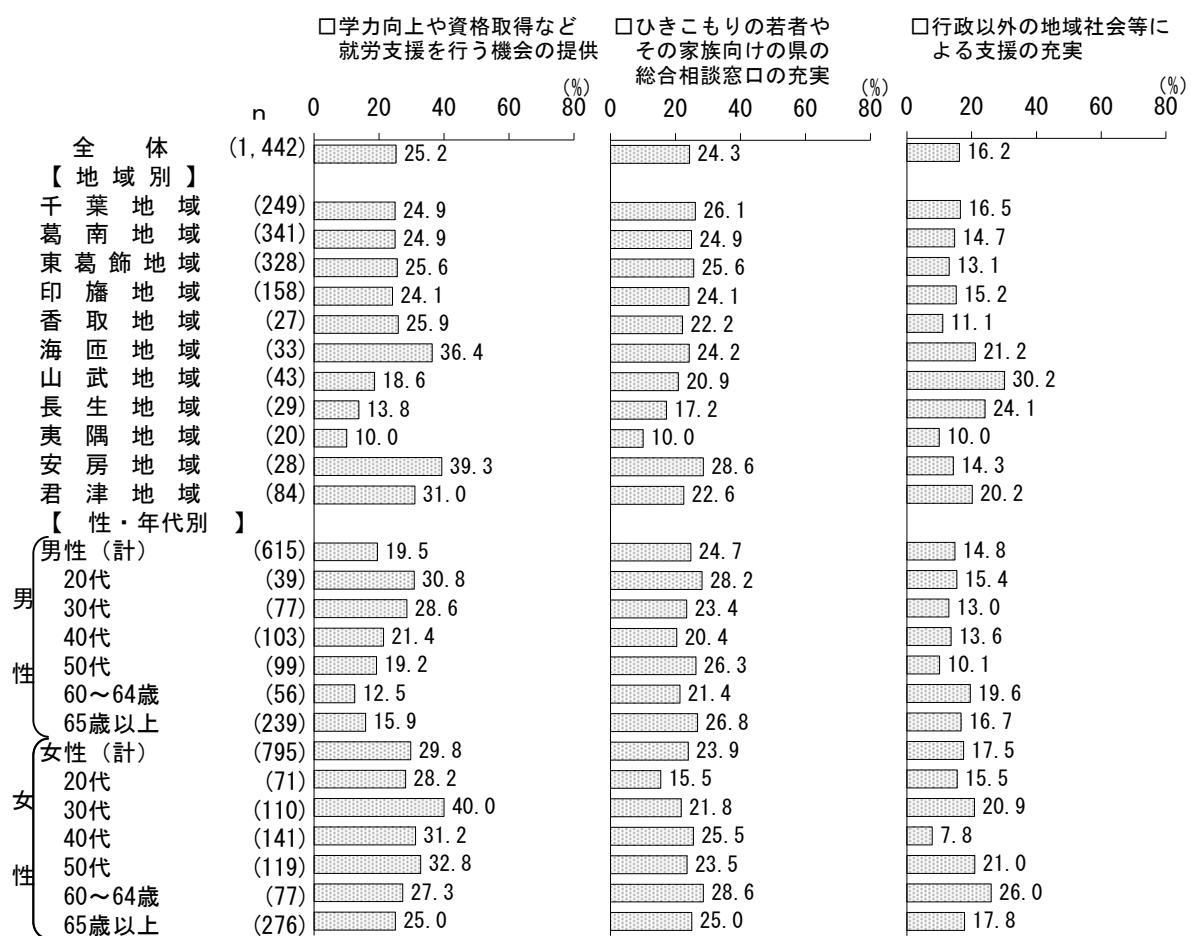 □学力向上や資格取得など
就労支援を行う機会の提供
□ひきこもりの若者や
その家族向けの県の
総合相談窓口の充実
□行政以外の地域社会等に
よる支援の充実
(%) (%) (%)
n 0 20 40 60 80 0 20 40 60 80 0 20 40 60 80
全体 (1,442) 25.2 24.3 16.2
【地域別】
千葉地域 (249) 24.9 26.1 16.5
葛南地域 (341) 24.9 24.9 14.7
東葛飾地域 (328) 25.6 25.6 13.1
印旛地域 (158) 24.1 24.1 15.2
香取地域 (27) 25.9 22.2 11.1
海匝地域 (33) 36.4 24.2 21.2
山武地域 (43) 18.6 20.9 30.2
長生地域 (29) 13.8 17.2 24.1
夷隅地域 (20) 10.0 10.0 10.0
安房地域 (28) 39.3 28.6 14.3
君津地域 (84) 31.0 22.6 20.2
【性・年代別】
男性
男性（計） (615) 19.5 24.7 14.8
20代 (39) 30.8 28.2 15.4
30代 (77) 28.6 23.4 13.0
40代 (103) 21.4 20.4 13.6
50代 (99) 19.2 26.3 10.1
60～64歳 (56) 12.5 21.4 19.6
65歳以上 (239) 15.9 26.8 16.7
女性
女性（計） (795) 29.8 23.9 17.5
20代 (71) 28.2 15.5 15.5
30代 (110) 40.0 21.8 20.9
40代 (141) 31.2 25.5 7.8
50代 (119) 32.8 23.5 21.0
60～64歳 (77) 27.3 28.6 26.0
65歳以上 (276) 25.0 25.0 17.8